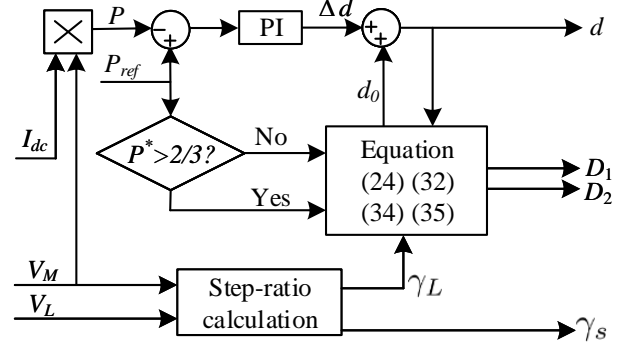 P
−
+
PI
Δd
+
+
d
P_ref
d_0
I_dc
P*>2/3?
No
Yes
Equation
(24) (32)
(34) (35)
D_1
D_2
V_M
V_L
Step-ratio
calculation
γ_L
γ_s